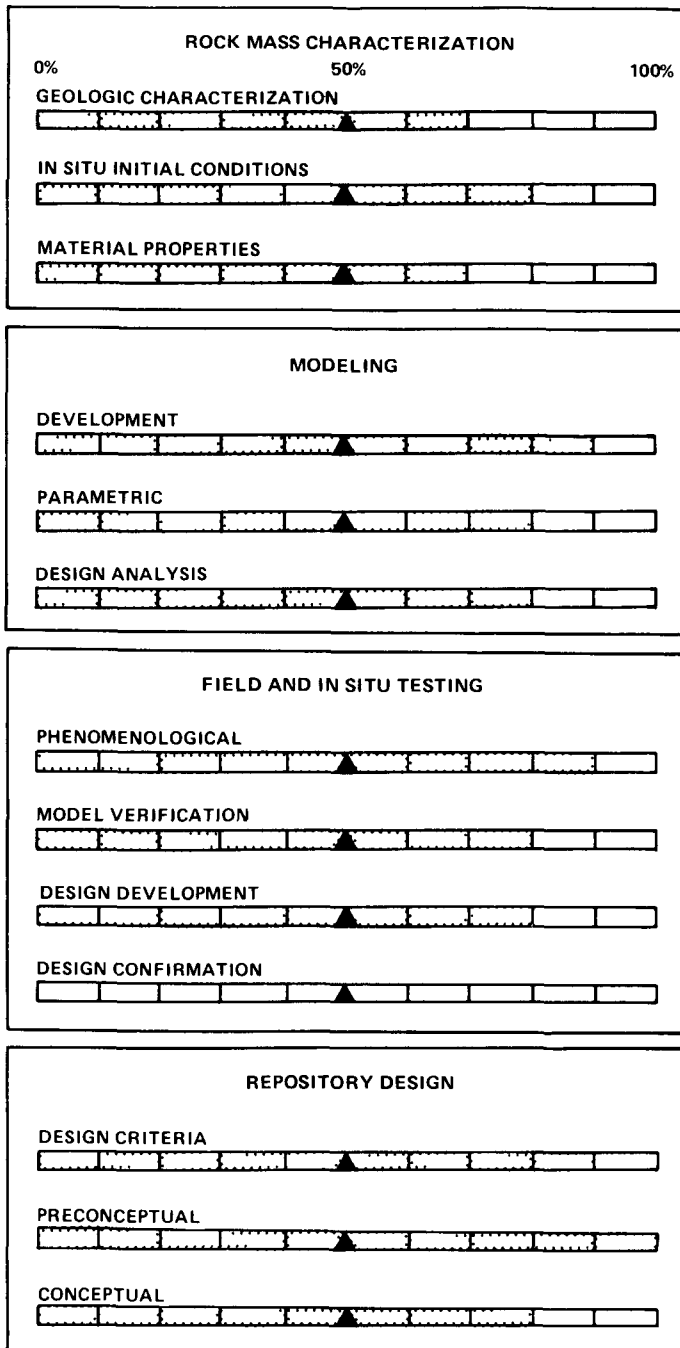 ROCK MASS CHARACTERIZATION
0% 50% 100%
GEOLOGIC CHARACTERIZATION
IN SITU INITIAL CONDITIONS
MATERIAL PROPERTIES
MODELING
DEVELOPMENT
PARAMETRIC
DESIGN ANALYSIS
FIELD AND IN SITU TESTING
PHENOMENOLOGICAL
MODEL VERIFICATION
DESIGN DEVELOPMENT
DESIGN CONFIRMATION
REPOSITORY DESIGN
DESIGN CRITERIA
PRECONCEPTUAL
CONCEPTUAL